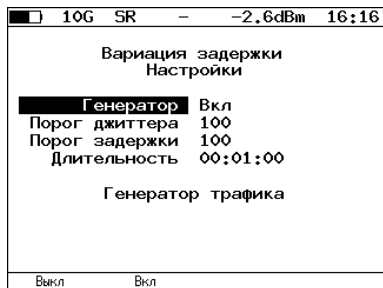 10G SR – -2.6dBm 16:16
Вариация задержки
Настройки
Генератор Вкл
Порог джиттера 100
Порог задержки 100
Длительность 00:01:00
Генератор трафика
Выкл Вкл